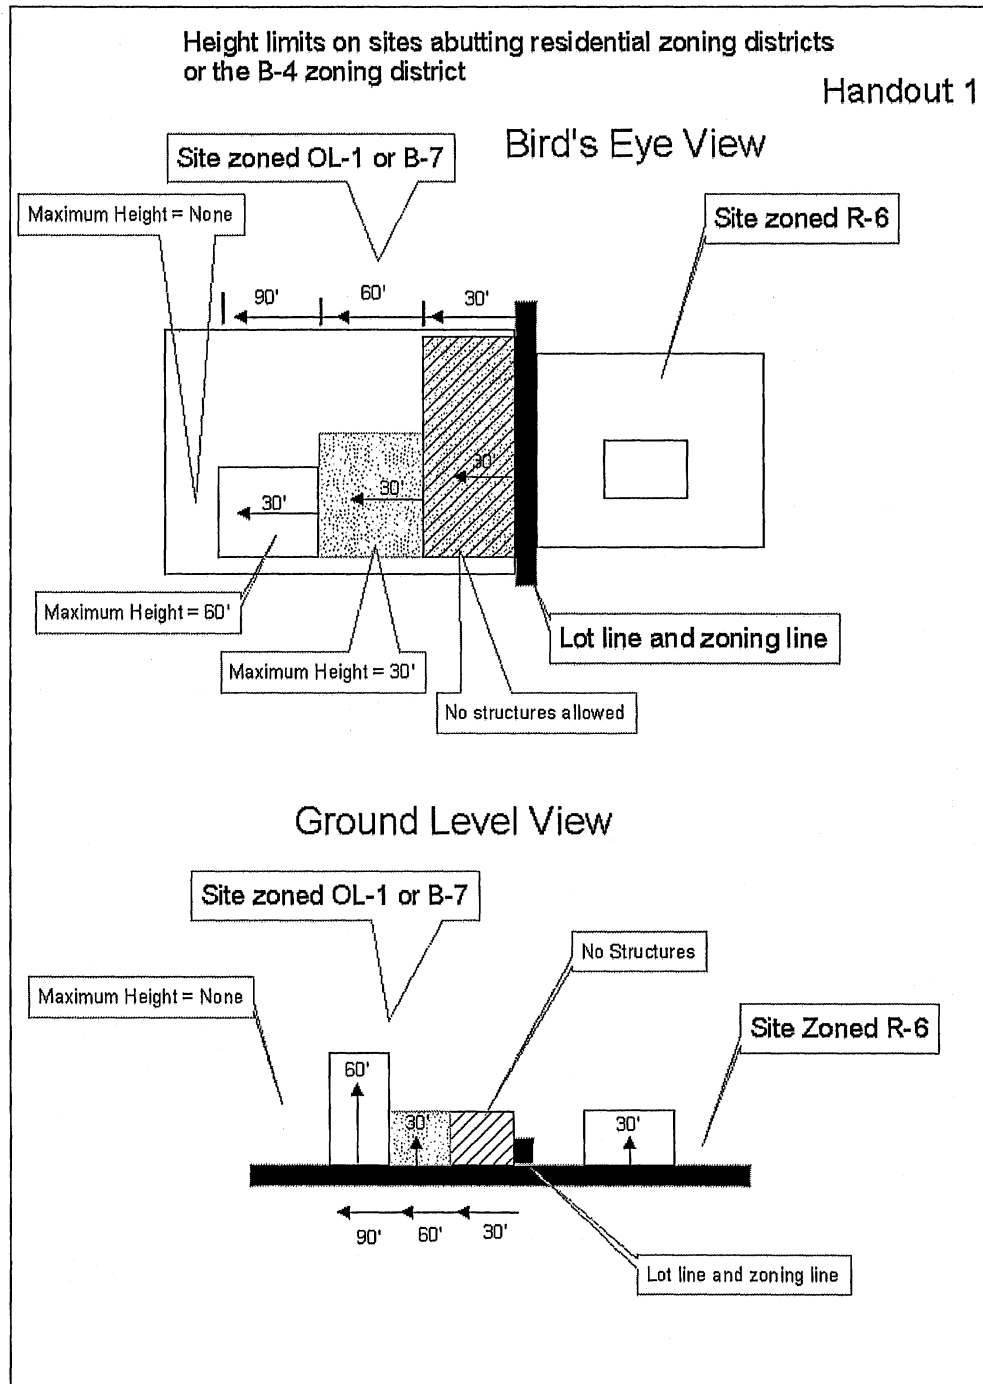 Height limits on sites abutting residential zoning districts
or the B-4 zoning district
Handout 1
Bird's Eye View
Site zoned OL-1 or B-7
Maximum Height = None
Site zoned R-6
90'
60'
30'
30'
30'
30'
Maximum Height = 60'
Maximum Height = 30'
No structures allowed
Lot line and zoning line
Ground Level View
Site zoned OL-1 or B-7
No Structures
Maximum Height = None
Site Zoned R-6
60'
30'
30'
90'
60'
30'
Lot line and zoning line